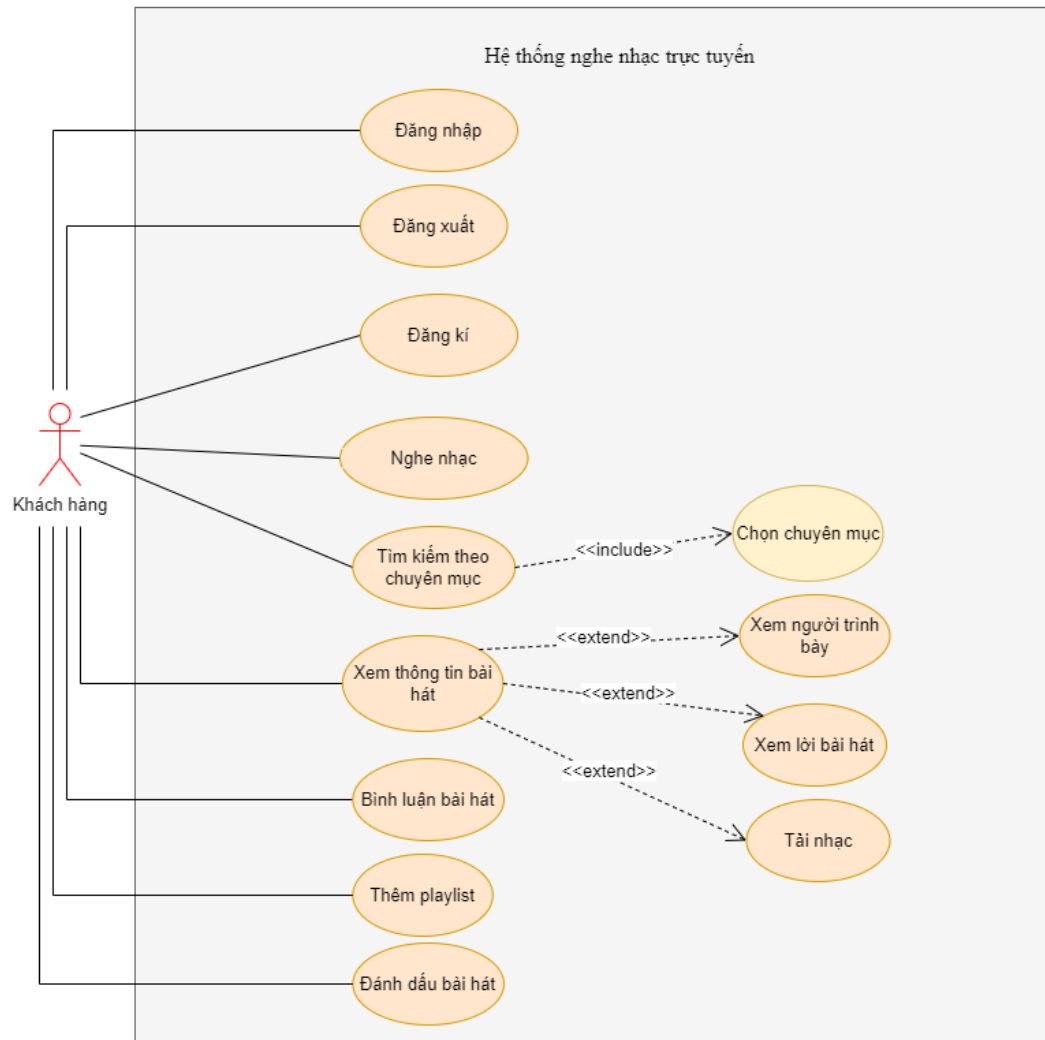 Hệ thống nghe nhạc trực tuyến
Đăng nhập
Đăng xuất
Đăng kí
Khách hàng
Nghe nhạc
Tìm kiếm theo
chuyên mục
<<include>>
Chọn chuyên mục
Xem thông tin bài
hát
<<extend>>
Xem người trình
bày
<<extend>>
Xem lời bài hát
<<extend>>
Tải nhạc
Bình luận bài hát
Thêm playlist
Đánh dấu bài hát